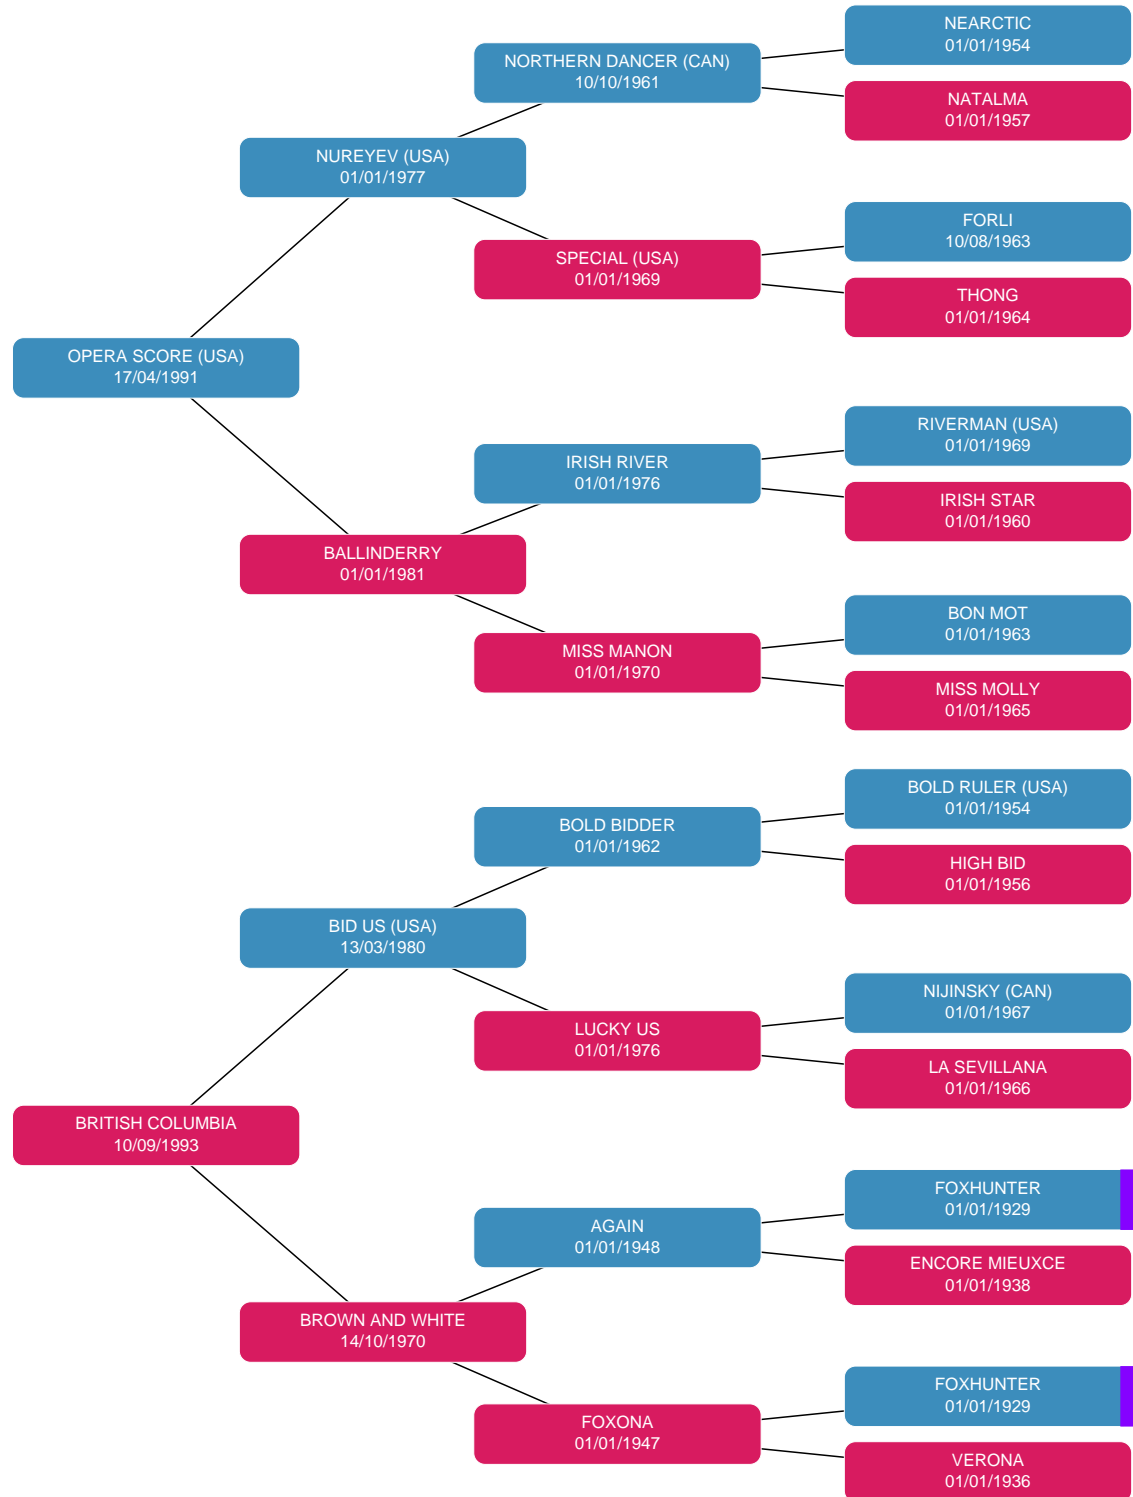 NEARCTIC
01/01/1954
NORTHERN DANCER (CAN)
10/10/1961
NATALMA
01/01/1957
NUREYEV (USA)
01/01/1977
FORLI
10/08/1963
SPECIAL (USA)
01/01/1969
THONG
01/01/1964
OPERA SCORE (USA)
17/04/1991
RIVERMAN (USA)
01/01/1969
IRISH RIVER
01/01/1976
IRISH STAR
01/01/1960
BALLINDERRY
01/01/1981
BON MOT
01/01/1963
MISS MANON
01/01/1970
MISS MOLLY
01/01/1965
BOLD RULER (USA)
01/01/1954
BOLD BIDDER
01/01/1962
HIGH BID
01/01/1956
BID US (USA)
13/03/1980
NIJINSKY (CAN)
01/01/1967
LUCKY US
01/01/1976
LA SEVILLANA
01/01/1966
BRITISH COLUMBIA
10/09/1993
FOXHUNTER
01/01/1929
AGAIN
01/01/1948
ENCORE MIEUXCE
01/01/1938
BROWN AND WHITE
14/10/1970
FOXHUNTER
01/01/1929
FOXONA
01/01/1947
VERONA
01/01/1936